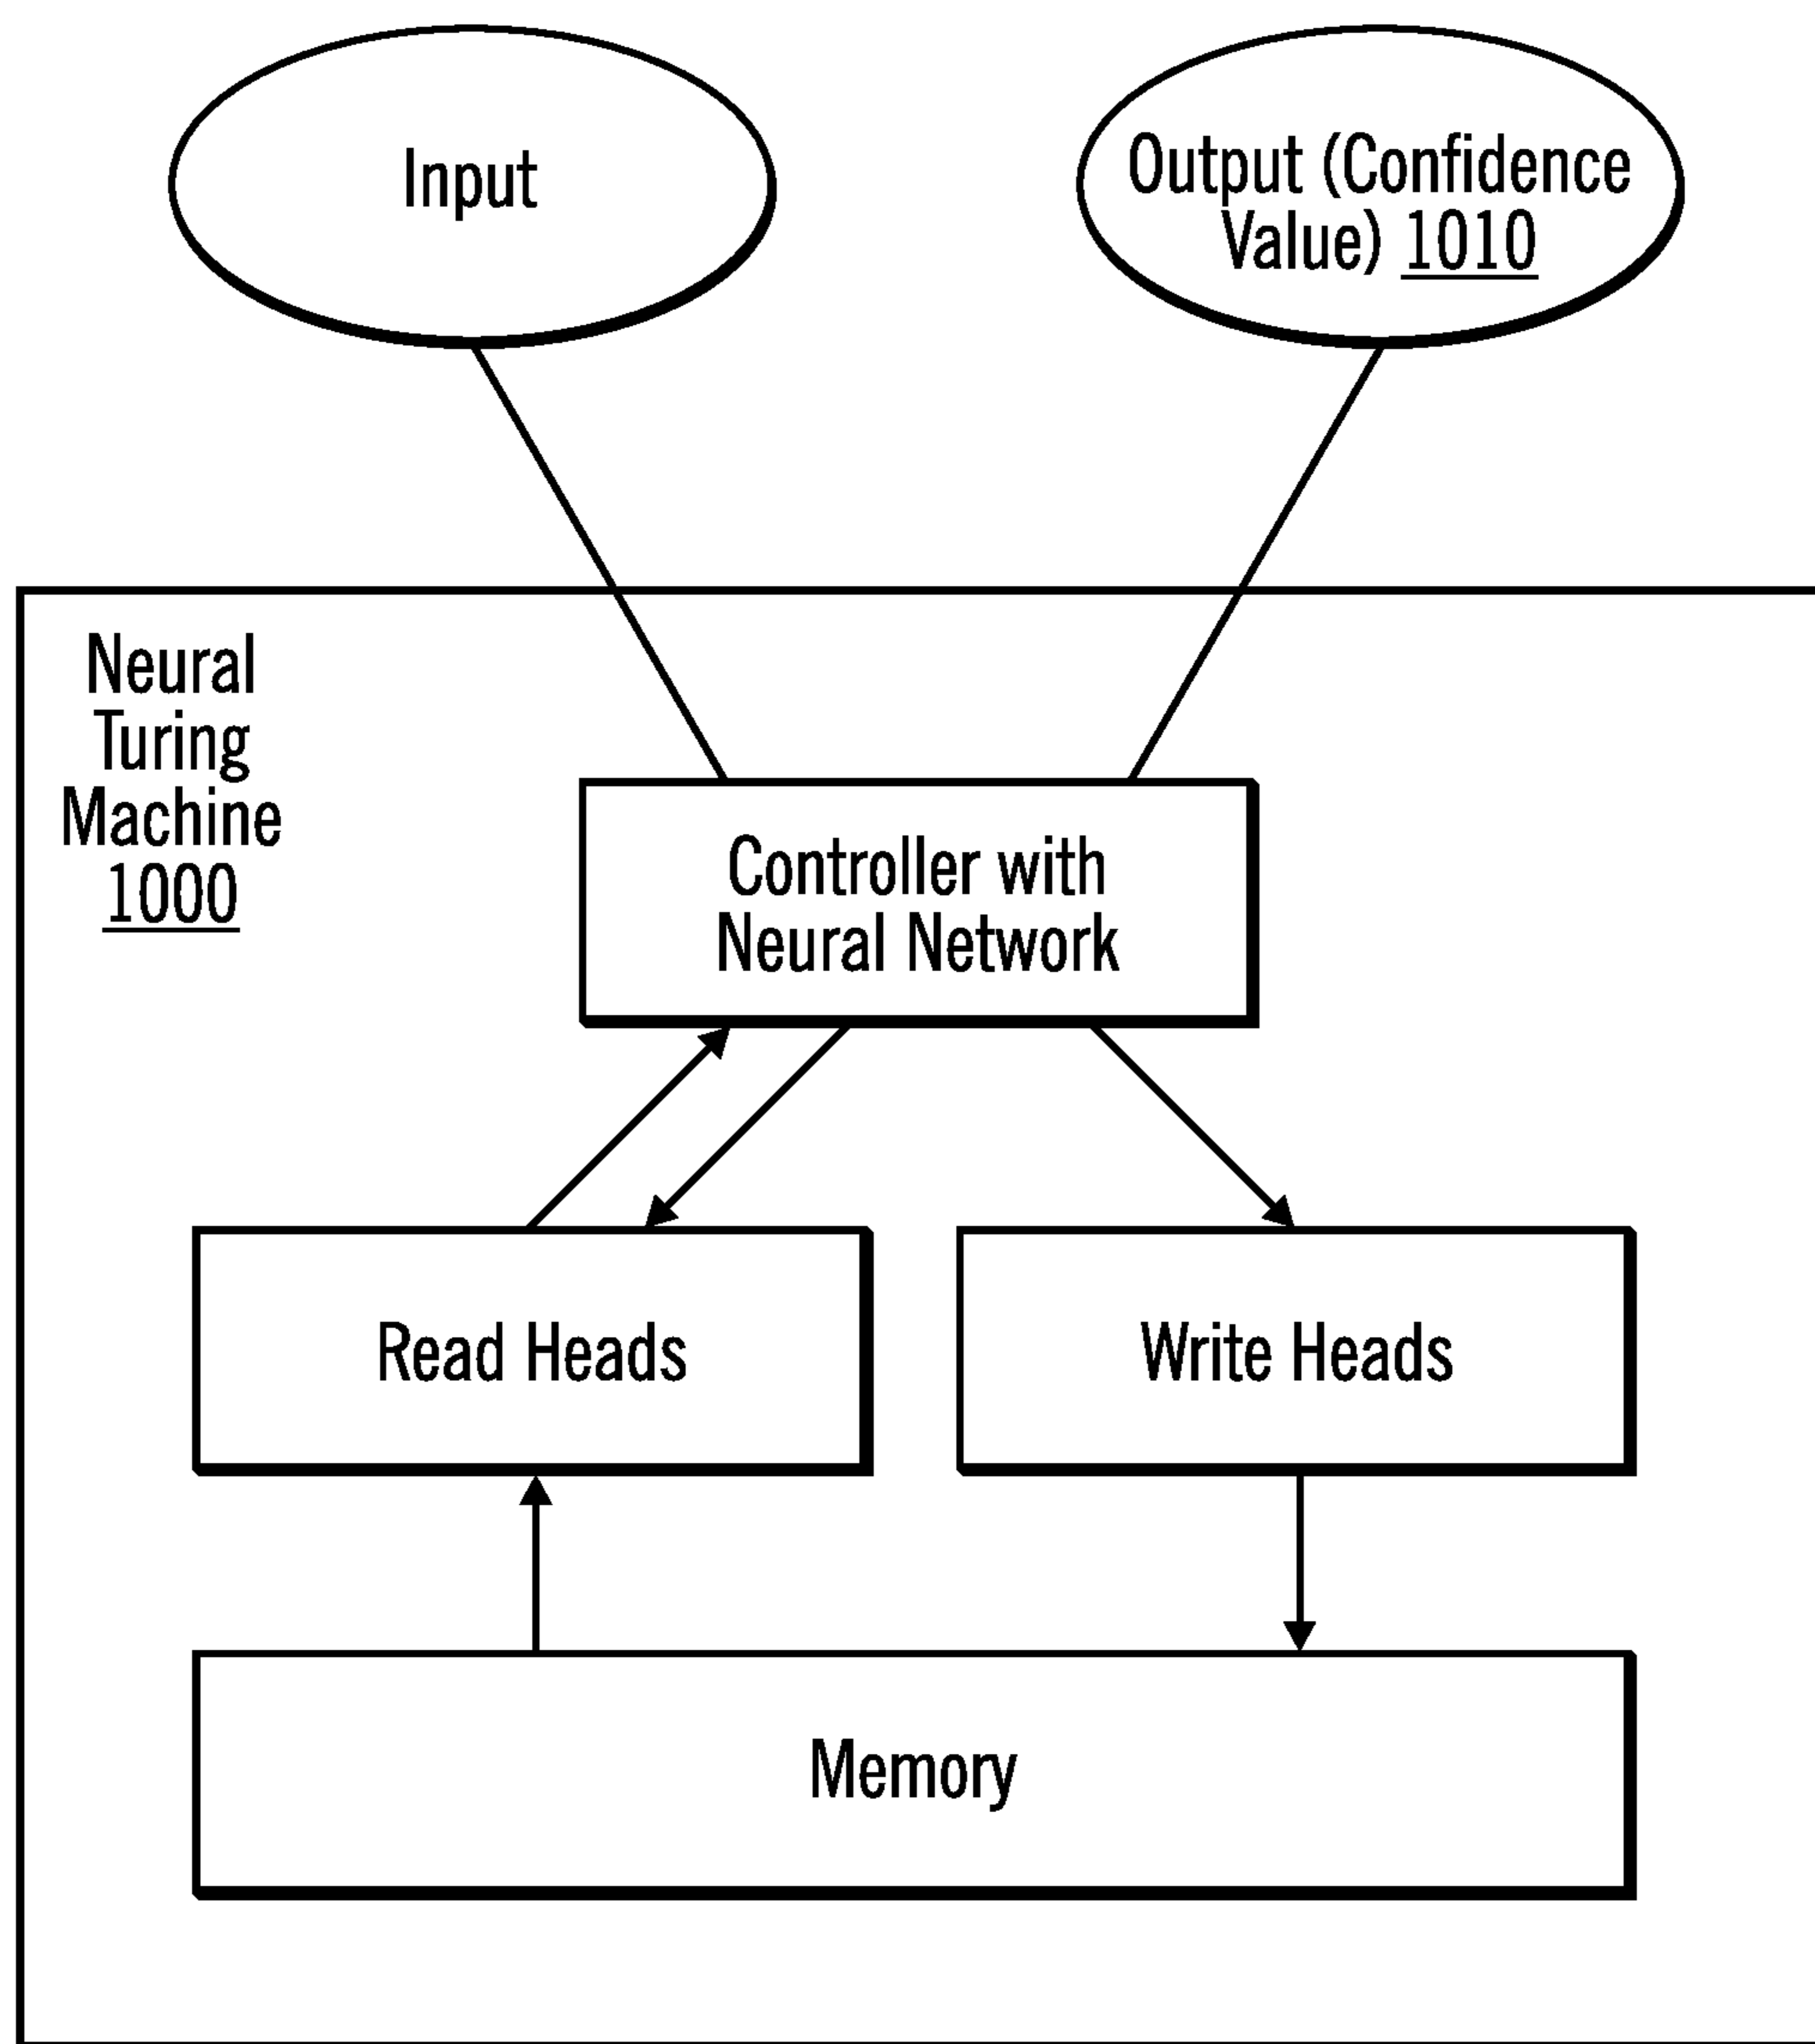 Input
Output (Confidence
Value) 1010
Neural
Turing
Machine
1000
Controller with
Neural Network
Read Heads
Write Heads
Memory